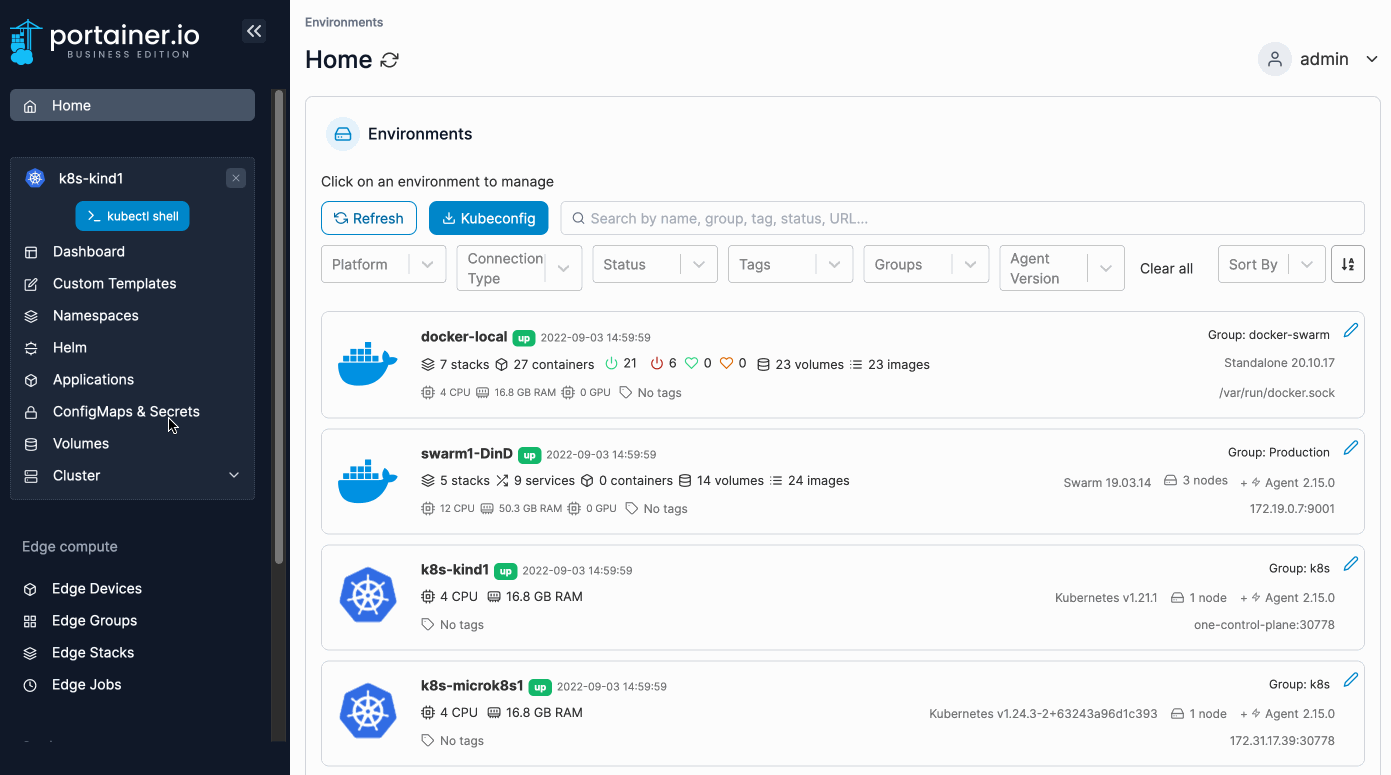 portainer.io
BUSINESS EDITION
Home
k8s-kind1
kubectl shell
Dashboard
Custom Templates
Namespaces
Helm
Applications
ConfigMaps & Secrets
Volumes
Cluster
Edge compute
Edge Devices
Edge Groups
Edge Stacks
Edge Jobs
Environments
Home
admin
Environments
Click on an environment to manage
Refresh
Kubeconfig
Search by name, group, tag, status, URL...
Platform
Connection
Type
Status
Tags
Groups
Agent
Version
Clear all
Sort By
docker-local up 2022-09-03 14:59:59 Group: docker-swarm
7 stacks 27 containers 21 6 0 0 23 volumes 23 images Standalone 20.10.17
4 CPU 16.8 GB RAM 0 GPU No tags /var/run/docker.sock
swarm1-DinD up 2022-09-03 14:59:59 Group: Production
5 stacks 9 services 0 containers 14 volumes 24 images Swarm 19.03.14 3 nodes + Agent 2.15.0
12 CPU 50.3 GB RAM 0 GPU No tags 172.19.0.7:9001
k8s-kind1 up 2022-09-03 14:59:59 Group: k8s
4 CPU 16.8 GB RAM Kubernetes v1.21.1 1 node + Agent 2.15.0
No tags one-control-plane:30778
k8s-microk8s1 up 2022-09-03 14:59:59 Group: k8s
4 CPU 16.8 GB RAM Kubernetes v1.24.3-2+63243a96d1c393 1 node + Agent 2.15.0
No tags 172.31.17.39:30778